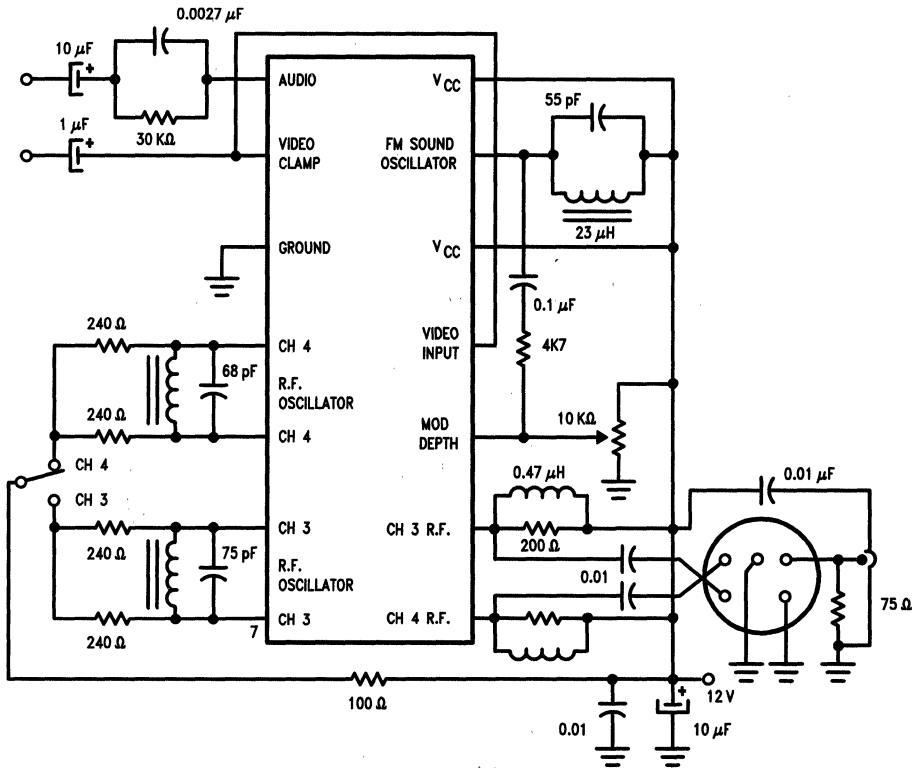 0.0027 µF
10 µF
+
30 KΩ
1 µF
+
AUDIO
VIDEO
CLAMP
GROUND
CH 4
R.F.
OSCILLATOR
CH 4
CH 3
R.F.
OSCILLATOR
CH 3
7
V CC
FM SOUND
OSCILLATOR
V CC
VIDEO
INPUT
MOD
DEPTH
CH 3 R.F.
CH 4 R.F.
240 Ω
68 pF
240 Ω
CH 4
CH 3
240 Ω
75 pF
240 Ω
55 pF
23 µH
0.1 µF
4K7
10 KΩ
0.47 µH
200 Ω
0.01
0.01 µF
75 Ω
100 Ω
0.01
+
12 V
10 µF